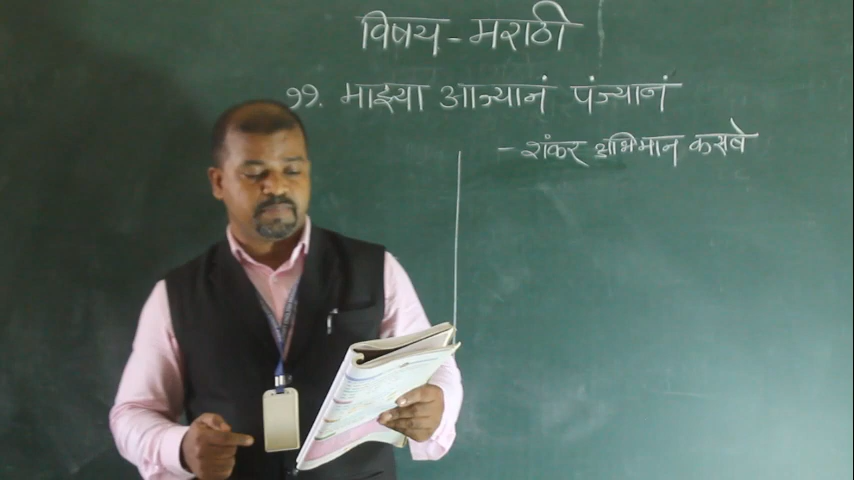 विषय - मराठी
११. माझ्या आज्यानं पंज्यानं
- शंकर अभिमान कसबे